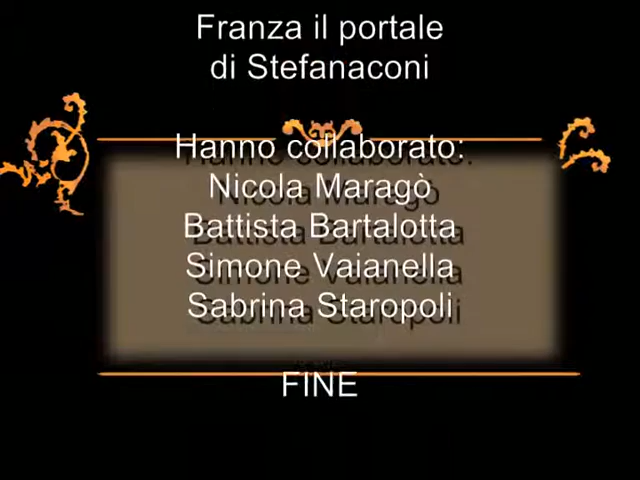 Franza il portale
di Stefanaconi
Hanno collaborato:
Nicola Maragò
Battista Bartalotta
Simone Vaianella
Sabrina Staropoli
FINE